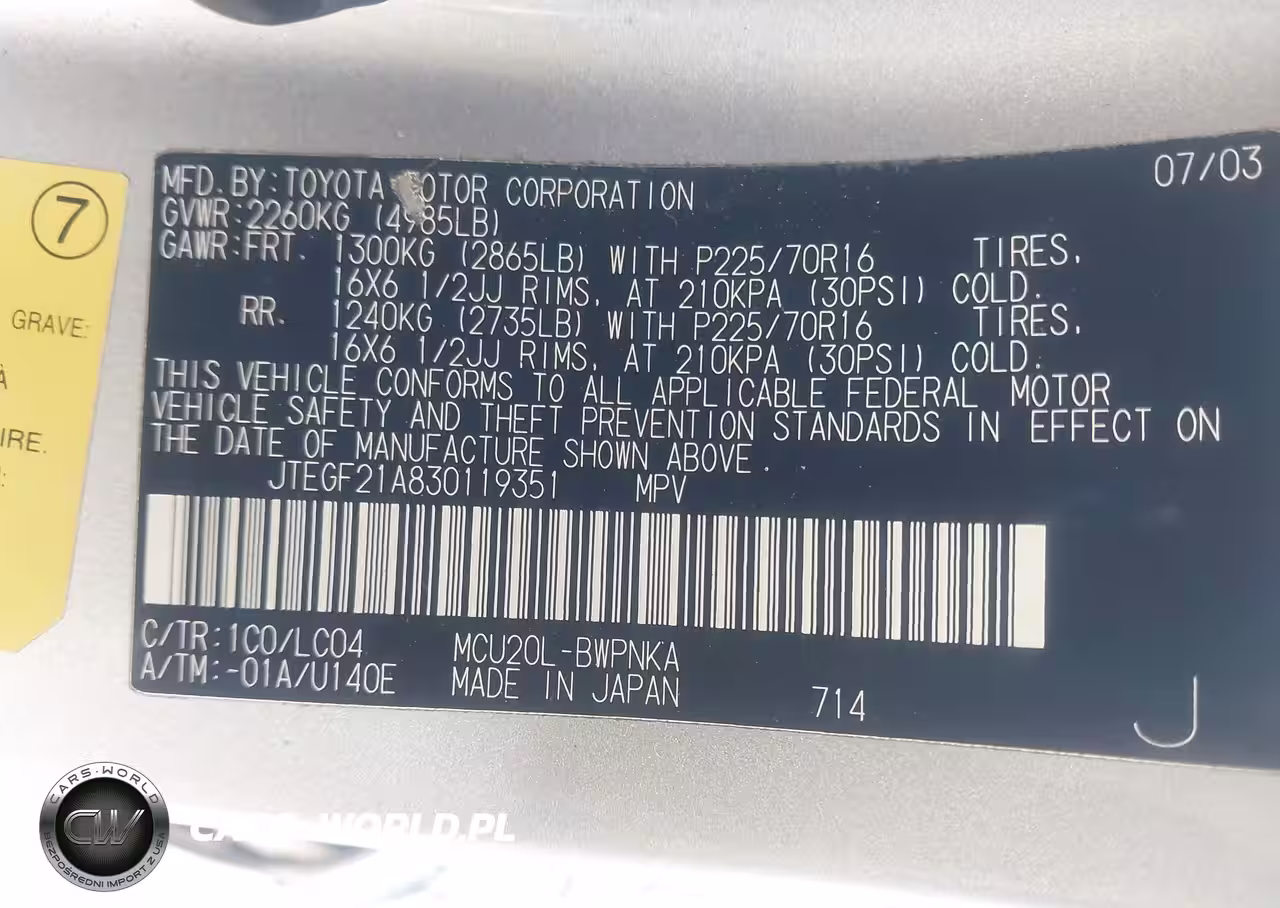 07/03
MFD. BY: TOYOTA MOTOR CORPORATION
GVWR: 2260KG (4985LB)
GAWR: FRT. 1300KG (2865LB) WITH P225/70R16 TIRES,
16X6 1/2JJ RIMS, AT 210KPA (30PSI) COLD.
RR. 1240KG (2735LB) WITH P225/70R16 TIRES,
16X6 1/2JJ RIMS, AT 210KPA (30PSI) COLD.
THIS VEHICLE CONFORMS TO ALL APPLICABLE FEDERAL MOTOR
VEHICLE SAFETY AND THEFT PREVENTION STANDARDS IN EFFECT ON
THE DATE OF MANUFACTURE SHOWN ABOVE.
JTEGF21A830119351 MPV
C/TR: 1C0/LC04 MCU20L-BWPNKA
A/TM: -01A/U140E MADE IN JAPAN
714
J
7
GRAVE:
À
IRE.
CARS-WORLD
CW
BEZPOŚREDNI IMPORT Z USA
CARS-WORLD.PL